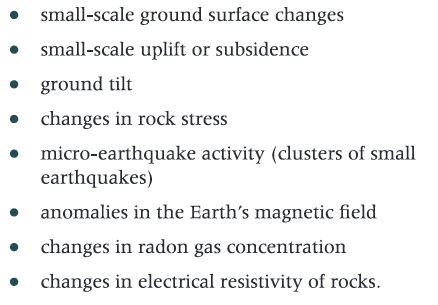 • small-scale ground surface changes
• small-scale uplift or subsidence
• ground tilt
• changes in rock stress
• micro-earthquake activity (clusters of small
earthquakes)
• anomalies in the Earth's magnetic field
• changes in radon gas concentration
• changes in electrical resistivity of rocks.